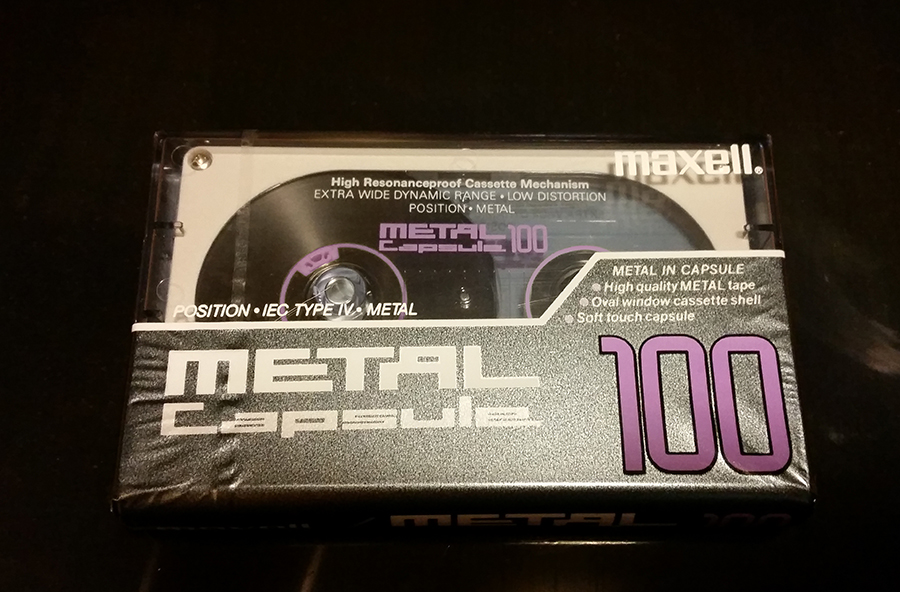 maxell®
High Resonanceproof Cassette Mechanism
EXTRA WIDE DYNAMIC RANGE • LOW DISTORTION
POSITION • METAL
METAL
Capsule 100
METAL IN CAPSULE
• High quality METAL tape
• Oval window cassette shell
• Soft touch capsule
POSITION • IEC TYPE IV • METAL
METAL
Capsule
100
maxell METAL 100